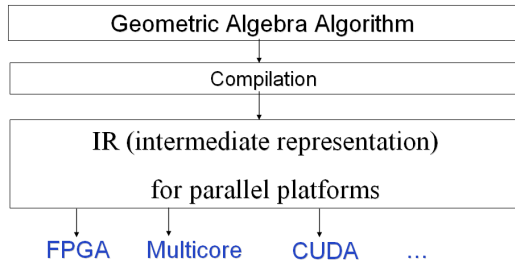 Geometric Algebra Algorithm
Compilation
IR (intermediate representation)
for parallel platforms
FPGA Multicore CUDA ...